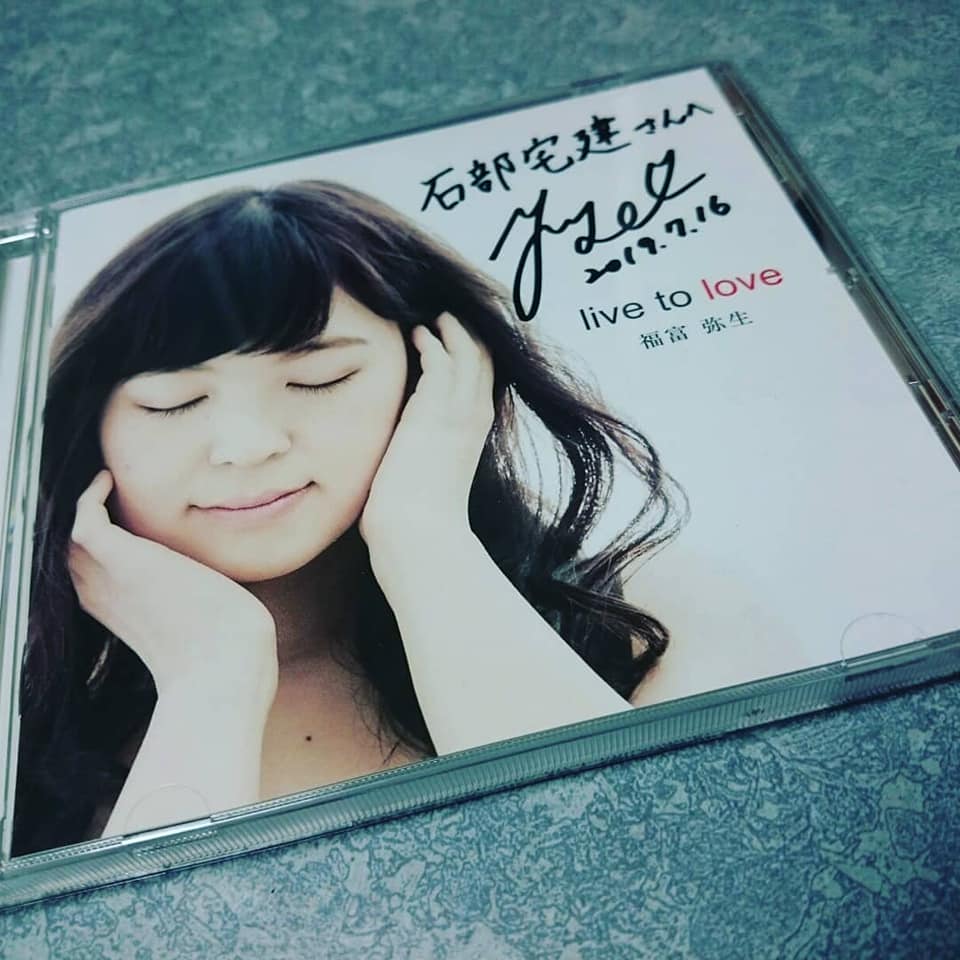 石部宅建さんへ
2019.7.16
live to love
福富 弥生